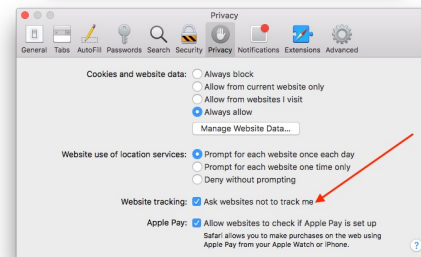 Privacy
General Tabs AutoFill Passwords Search Security Privacy Notifications Extensions Advanced
Cookies and website data: Always block
Allow from current website only
Allow from websites I visit
Always allow
Manage Website Data...
Website use of location services: Prompt for each website once each day
Prompt for each website one time only
Deny without prompting
Website tracking: Ask websites not to track me
Apple Pay: Allow websites to check if Apple Pay is set up
Safari allows you to make purchases on the web using
Apple Pay from your Apple Watch or iPhone.
?